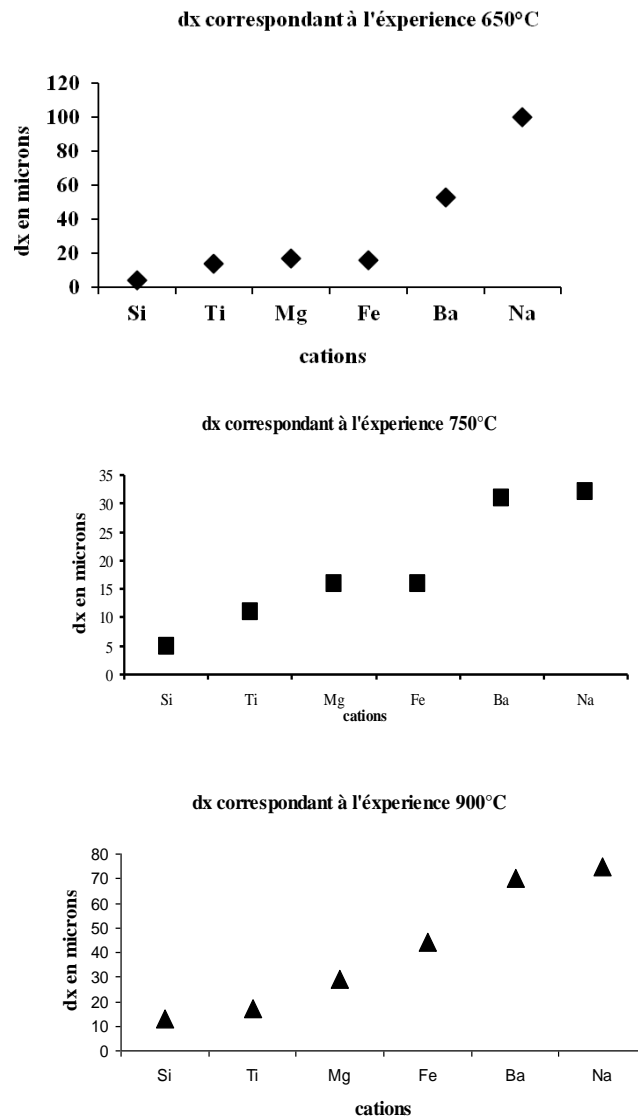 dx correspondant à l'éxperience 650°C
120
100
80
60
40
20
0
dx en microns
Si Ti Mg Fe Ba Na
cations
dx correspondant à l'éxperience 750°C
35
30
25
20
15
10
5
0
dx en microns
Si Ti Mg Fe Ba Na
cations
dx correspondant à l'éxperience 900°C
80
70
60
50
40
30
20
10
0
dx en microns
Si Ti Mg Fe Ba Na
cations